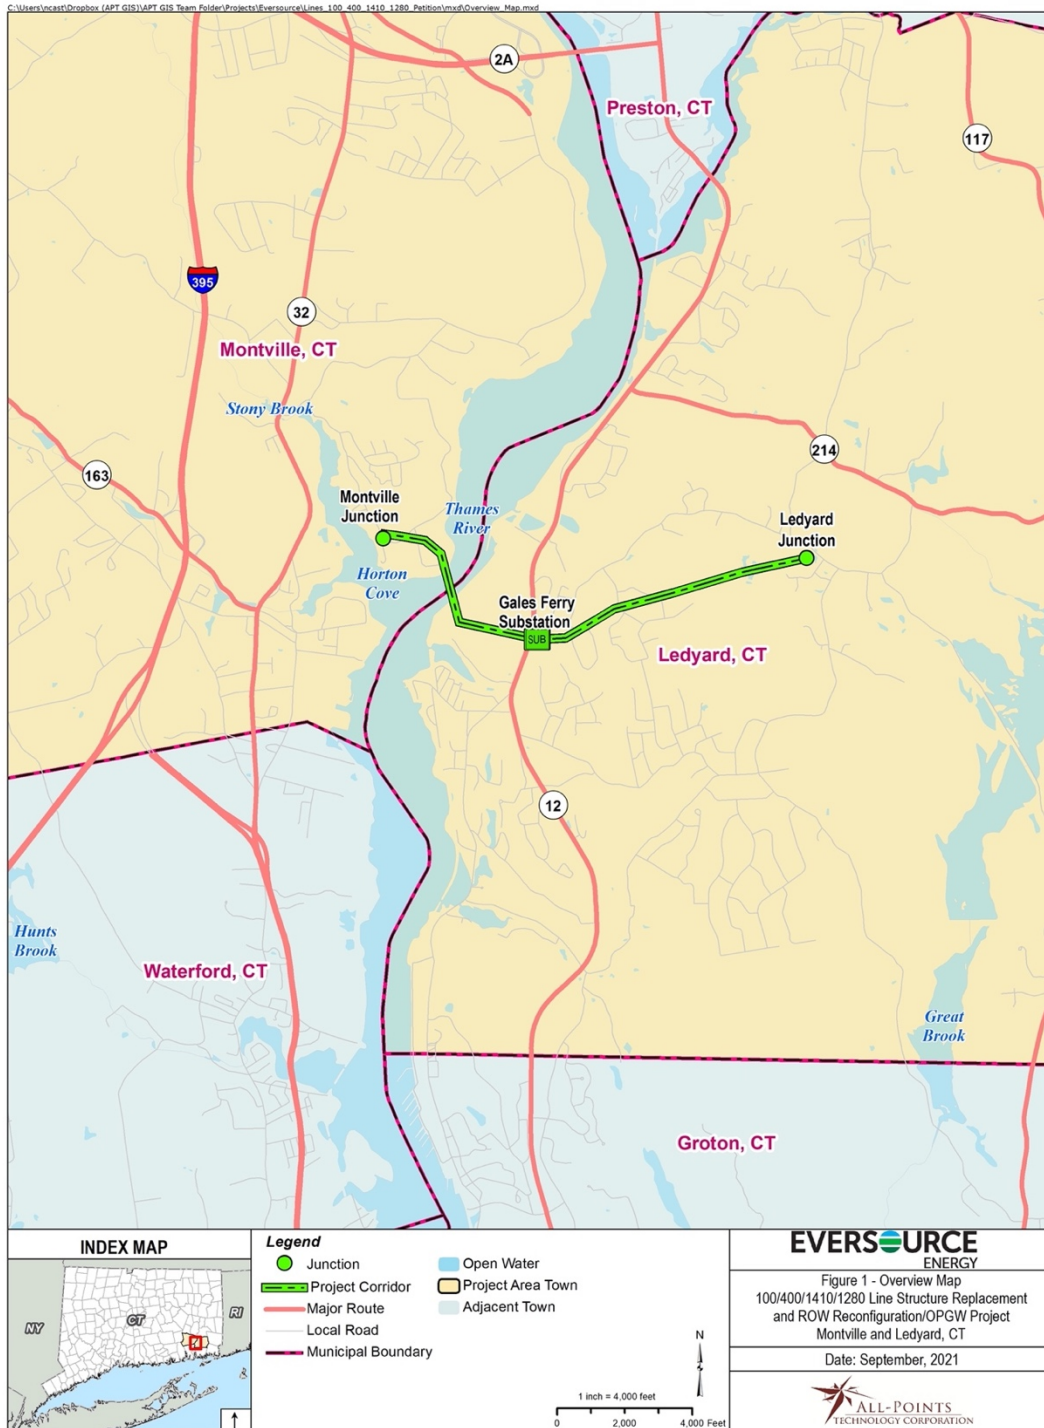 C:\Users\ncast\Dropbox (APT GIS)\APT GIS Team Folder\Projects\Eversource\Lines_100_400_1410_1280_Petition\mxd\Overview_Map.mxd
2A
Preston, CT
117
395
32
Montville, CT
Stony Brook
163
214
Montville
Junction
Thames
River
Ledyard
Junction
Horton
Cove
Gales Ferry
Substation
SUB
Ledyard, CT
12
Hunts
Brook
Waterford, CT
Great
Brook
Groton, CT
INDEX MAP
NY
CT
RI
Legend
Junction
Project Corridor
Major Route
Local Road
Municipal Boundary
Open Water
Project Area Town
Adjacent Town
N
1 inch = 4,000 feet
0 2,000 4,000 Feet
EVERSOURCE
ENERGY
Figure 1 - Overview Map
100/400/1410/1280 Line Structure Replacement
and ROW Reconfiguration/OPGW Project
Montville and Ledyard, CT
Date: September, 2021
ALL-POINTS
TECHNOLOGY CORPORATION